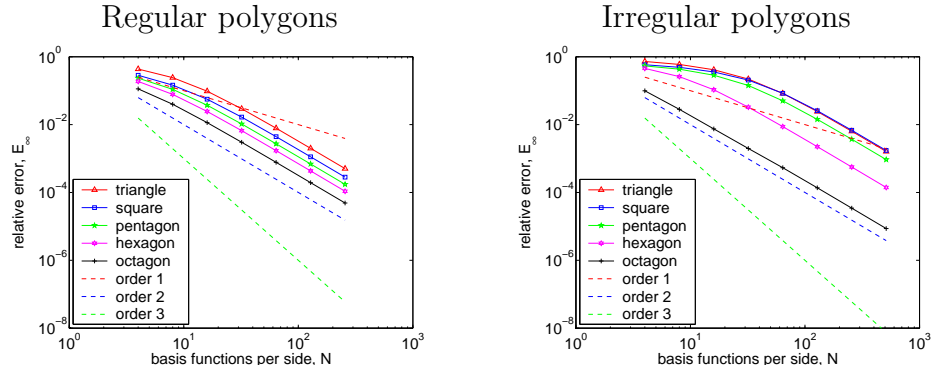 Regular polygons
10^0
10^-2
10^-4
10^-6
10^-8
relative error, E_∞
triangle
square
pentagon
hexagon
octagon
order 1
order 2
order 3
10^0
10^1
10^2
10^3
basis functions per side, N
Irregular polygons
10^0
10^-2
10^-4
10^-6
10^-8
relative error, E_∞
triangle
square
pentagon
hexagon
octagon
order 1
order 2
order 3
10^0
10^1
10^2
10^3
basis functions per side, N